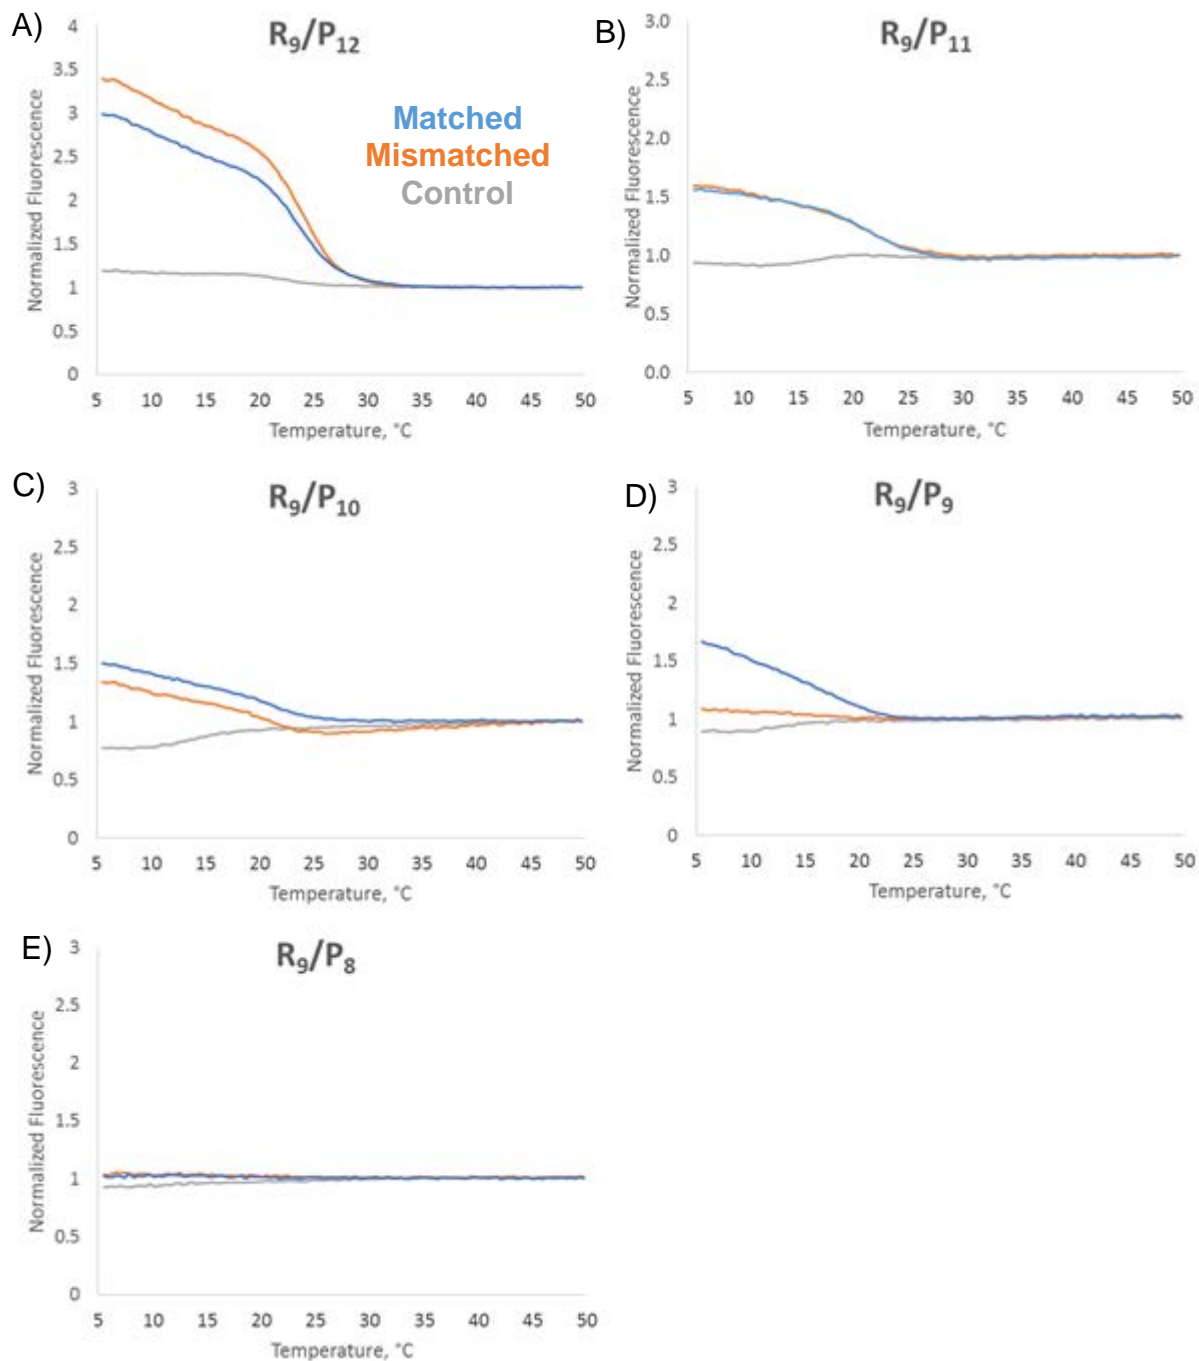 A)
R₉/P₁₂
Normalized Fluorescence
4
3.5
3
2.5
2
1.5
1
0.5
0
Matched
Mismatched
Control
5 10 15 20 25 30 35 40 45 50
Temperature, °C
B)
R₉/P₁₁
Normalized Fluorescence
3.0
2.5
2.0
1.5
1.0
0.5
0.0
5 10 15 20 25 30 35 40 45 50
Temperature, °C
C)
R₉/P₁₀
Normalized Fluorescence
3
2.5
2
1.5
1
0.5
0
5 10 15 20 25 30 35 40 45 50
Temperature, °C
D)
R₉/P₉
Normalized Fluorescence
3
2.5
2
1.5
1
0.5
0
5 10 15 20 25 30 35 40 45 50
Temperature, °C
E)
R₉/P₈
Normalized Fluorescence
3
2.5
2
1.5
1
0.5
0
5 10 15 20 25 30 35 40 45 50
Temperature, °C